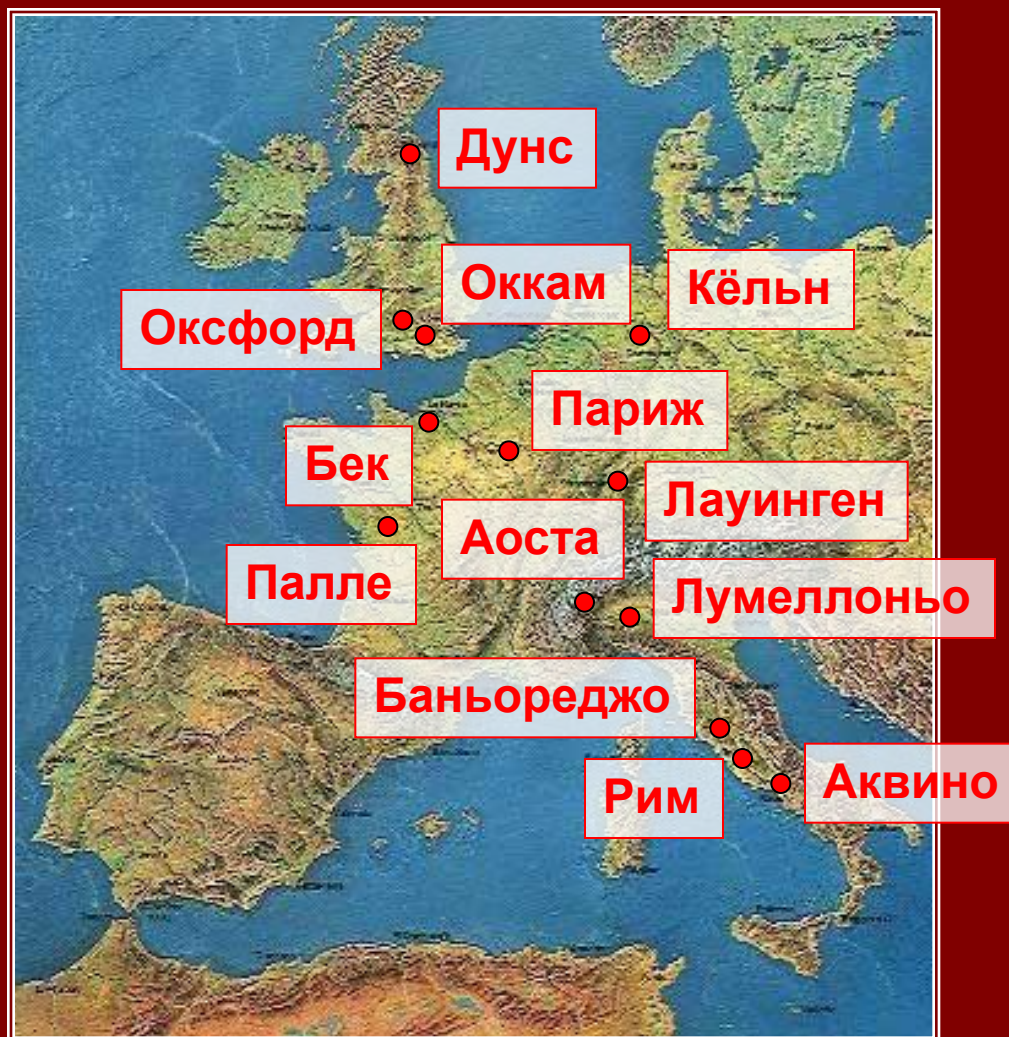 Дунс
Оккам
Кёльн
Оксфорд
Париж
Бек
Лауинген
Аоста
Палле
Лумеллоньо
Баньореджо
Аквино
Рим